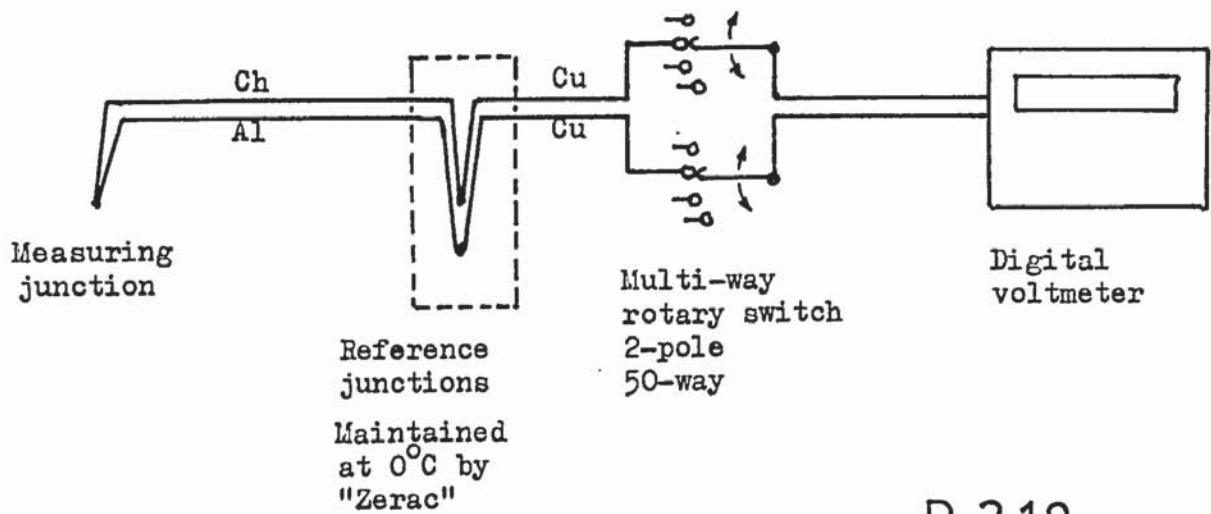 Ch
Al
Cu
Cu
Measuring
junction
Reference
junctions
Maintained
at 0°C by
"Zerac"
Multi-way
rotary switch
2-pole
50-way
Digital
voltmeter